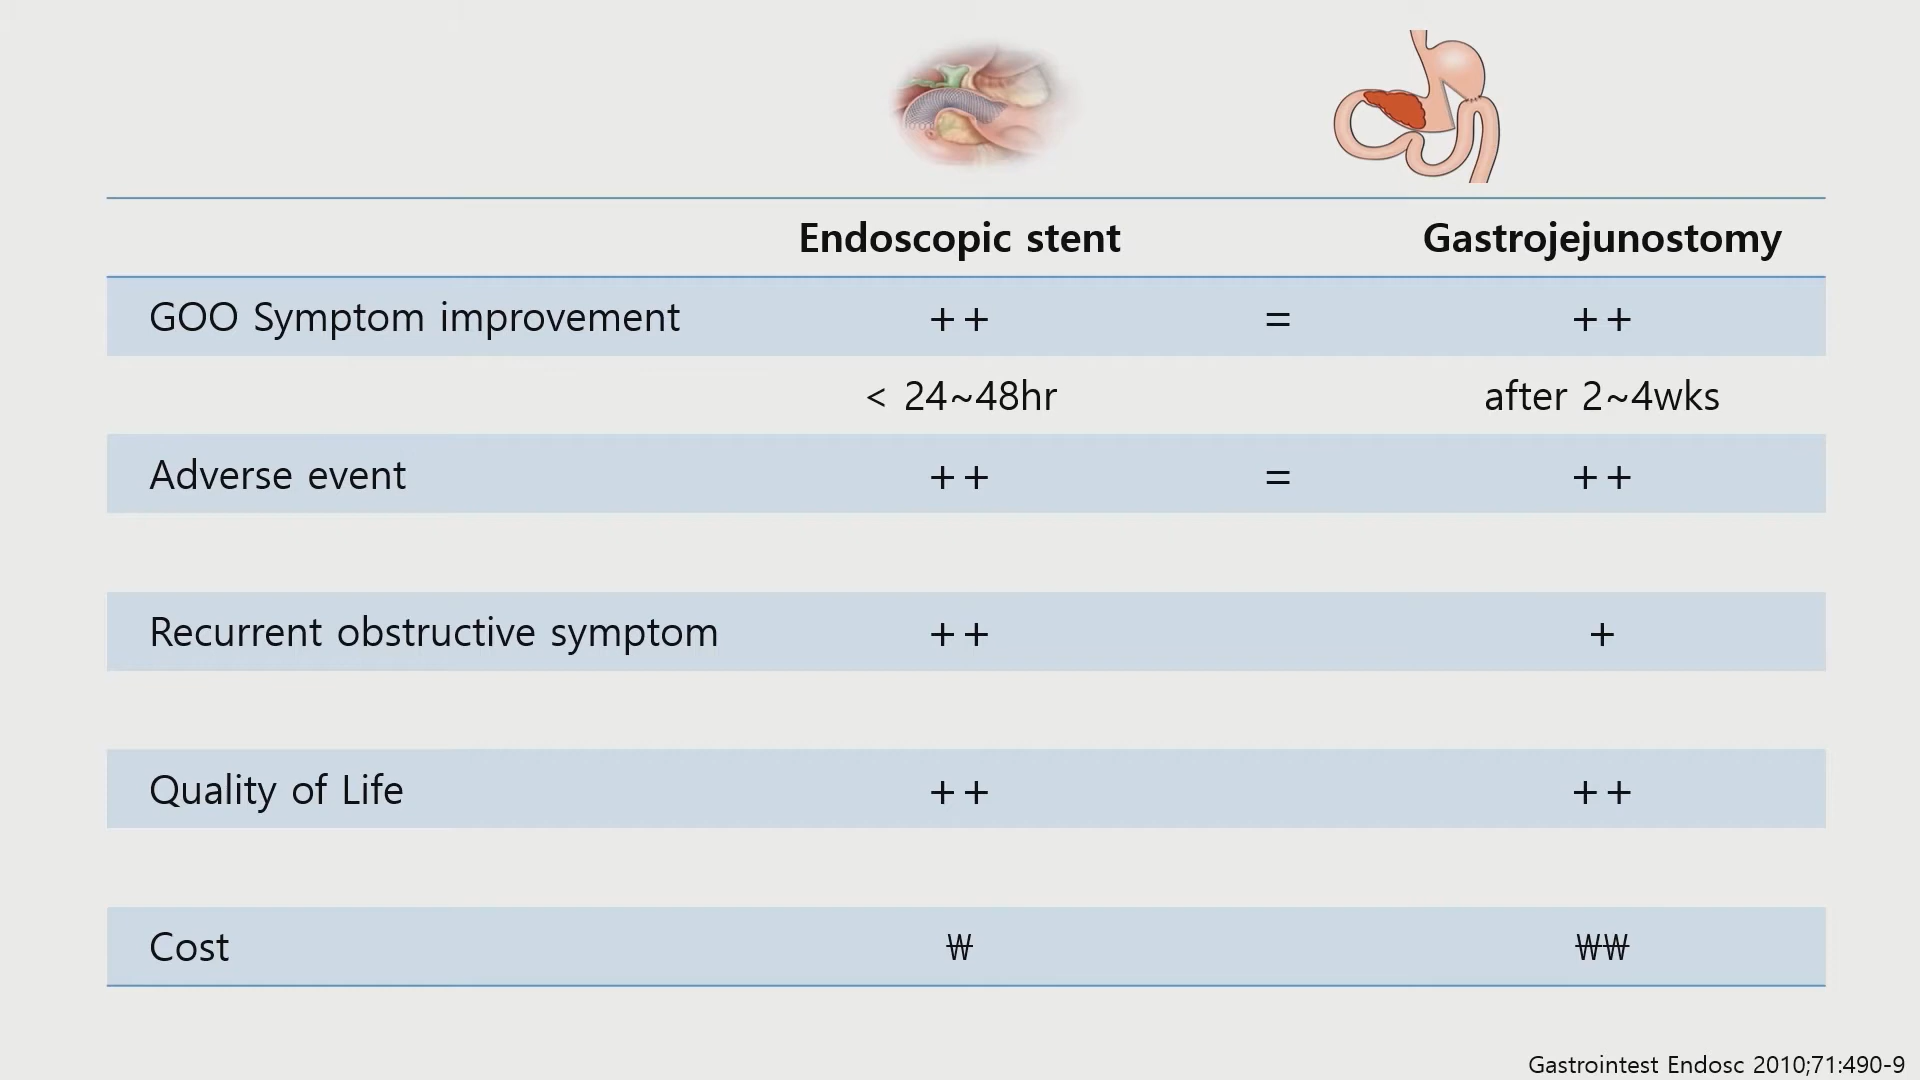 Endoscopic stent Gastrojejunostomy
GOO Symptom improvement ++ = ++
< 24~48hr after 2~4wks
Adverse event ++ = ++
Recurrent obstructive symptom ++ +
Quality of Life ++ ++
Cost ₩ ₩₩
Gastrointest Endosc 2010;71:490-9